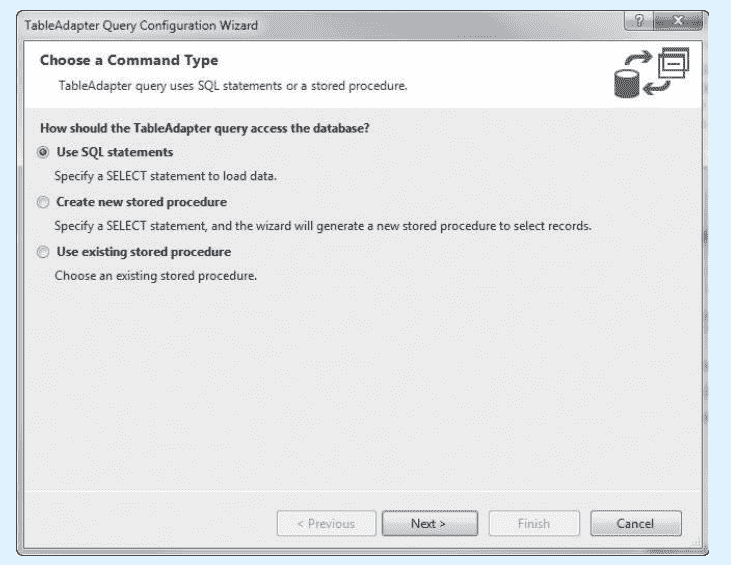 TableAdapter Query Configuration Wizard
Choose a Command Type
TableAdapter query uses SQL statements or a stored procedure.
How should the TableAdapter query access the database?
Use SQL statements
Specify a SELECT statement to load data.
Create new stored procedure
Specify a SELECT statement, and the wizard will generate a new stored procedure to select records.
Use existing stored procedure
Choose an existing stored procedure.
< Previous Next > Finish Cancel